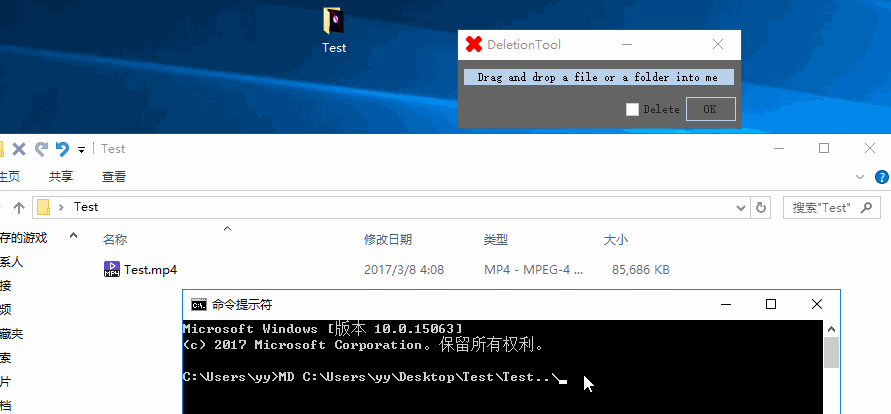 Test
DeletionTool
Drag and drop a file or a folder into me
Delete OK
Test
主页 共享 查看
Test
搜索"Test"
名称 修改日期 类型 大小
存的游戏
系人
接
频
藏夹
索
片
档
Test.mp4 2017/3/8 4:08 MP4 - MPEG-4 ... 85,686 KB
命令提示符
Microsoft Windows [版本 10.0.15063]
(c) 2017 Microsoft Corporation。保留所有权利。
C:\Users\yy>MD C:\Users\yy\Desktop\Test\Test..\